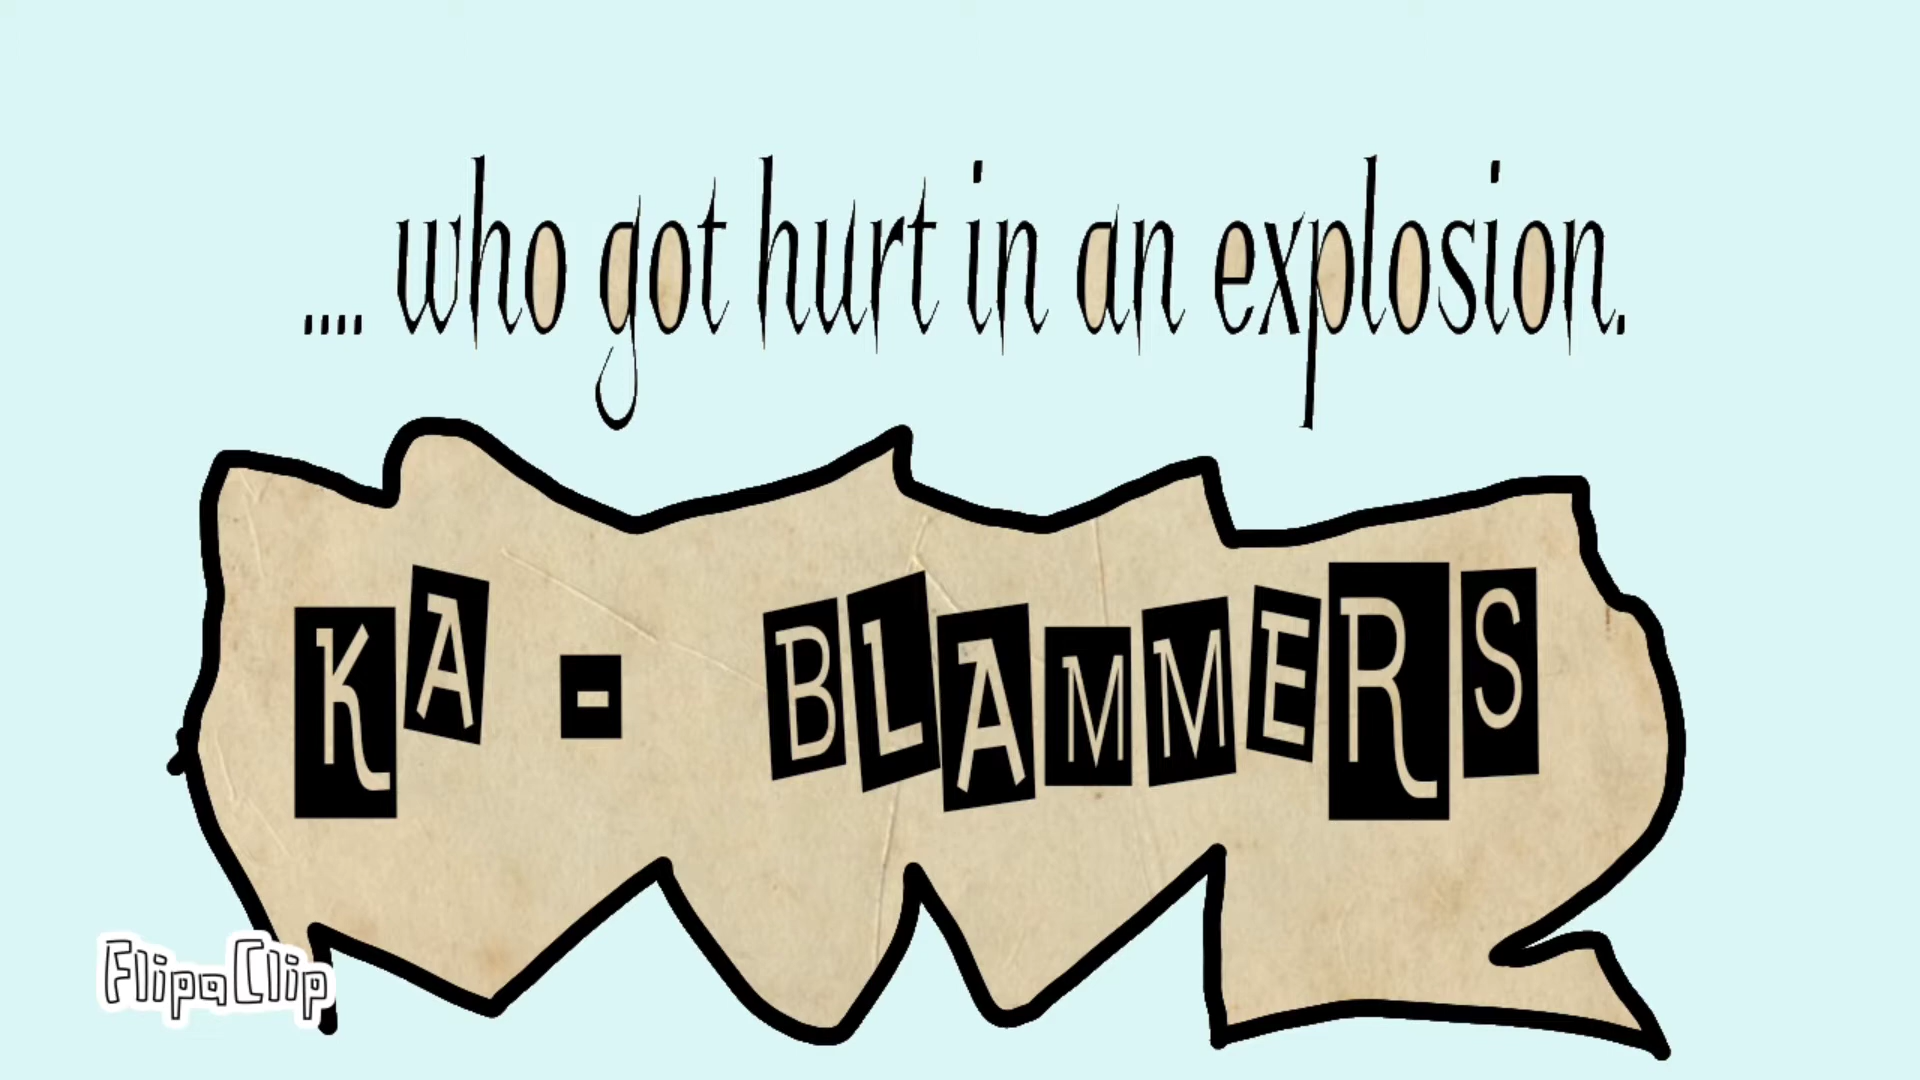 .... who got hurt in an explosion.
KA - BLAMMERS
FlipaClip